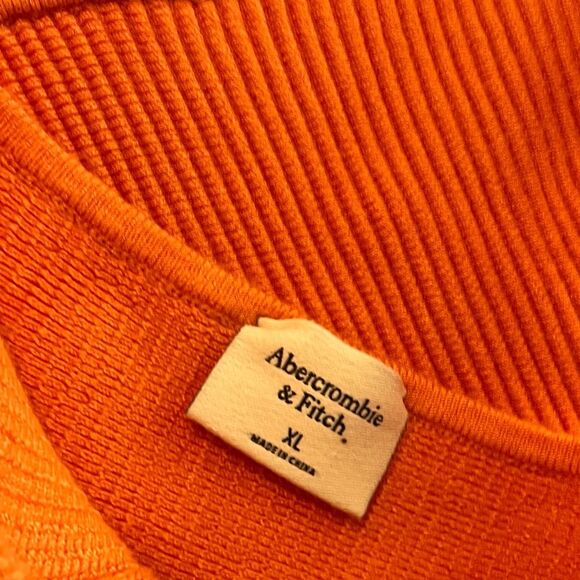 Abercrombie
& Fitch.
XL
MADE IN CHINA